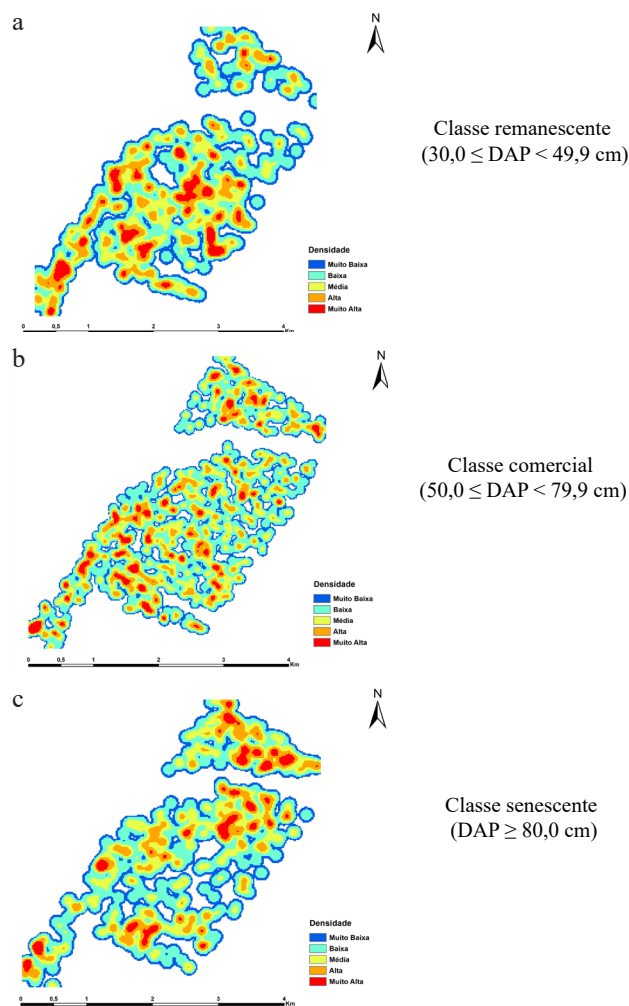 a
N
Classe remanescente
(30,0 ≤ DAP < 49,9 cm)
Densidade
Muito Baixa
Baixa
Média
Alta
Muito Alta
0 0,5 1 2 3 4
Km
b
N
Classe comercial
(50,0 ≤ DAP < 79,9 cm)
Densidade
Muito Baixa
Baixa
Média
Alta
Muito Alta
0 0,5 1 2 3 4
Km
c
N
Classe senescente
(DAP ≥ 80,0 cm)
Densidade
Muito Baixa
Baixa
Média
Alta
Muito Alta
0 0,5 1 2 3 4
Km